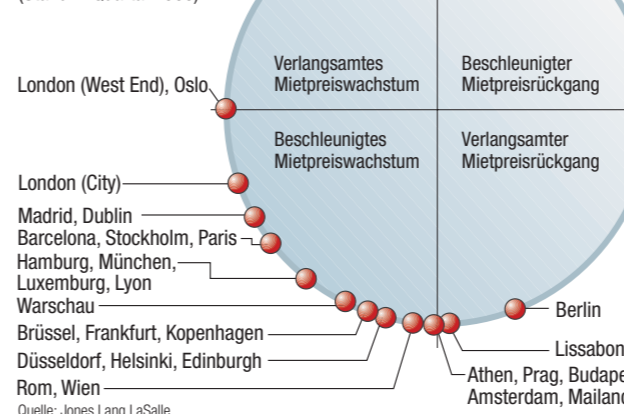 Verlangsamtes
Mietpreiswachstum
Beschleunigter
Mietpreisrückgang
London (West End), Oslo
Beschleunigtes
Mietpreiswachstum
Verlangsamter
Mietpreisrückgang
London (City)
Madrid, Dublin
Barcelona, Stockholm, Paris
Hamburg, München,
Luxemburg, Lyon
Warschau
Brüssel, Frankfurt, Kopenhagen
Düsseldorf, Helsinki, Edinburgh
Rom, Wien
Berlin
Lissabon
Athen, Prag, Budape
Amsterdam, Mailand
Quelle: Jones Lang LaSalle